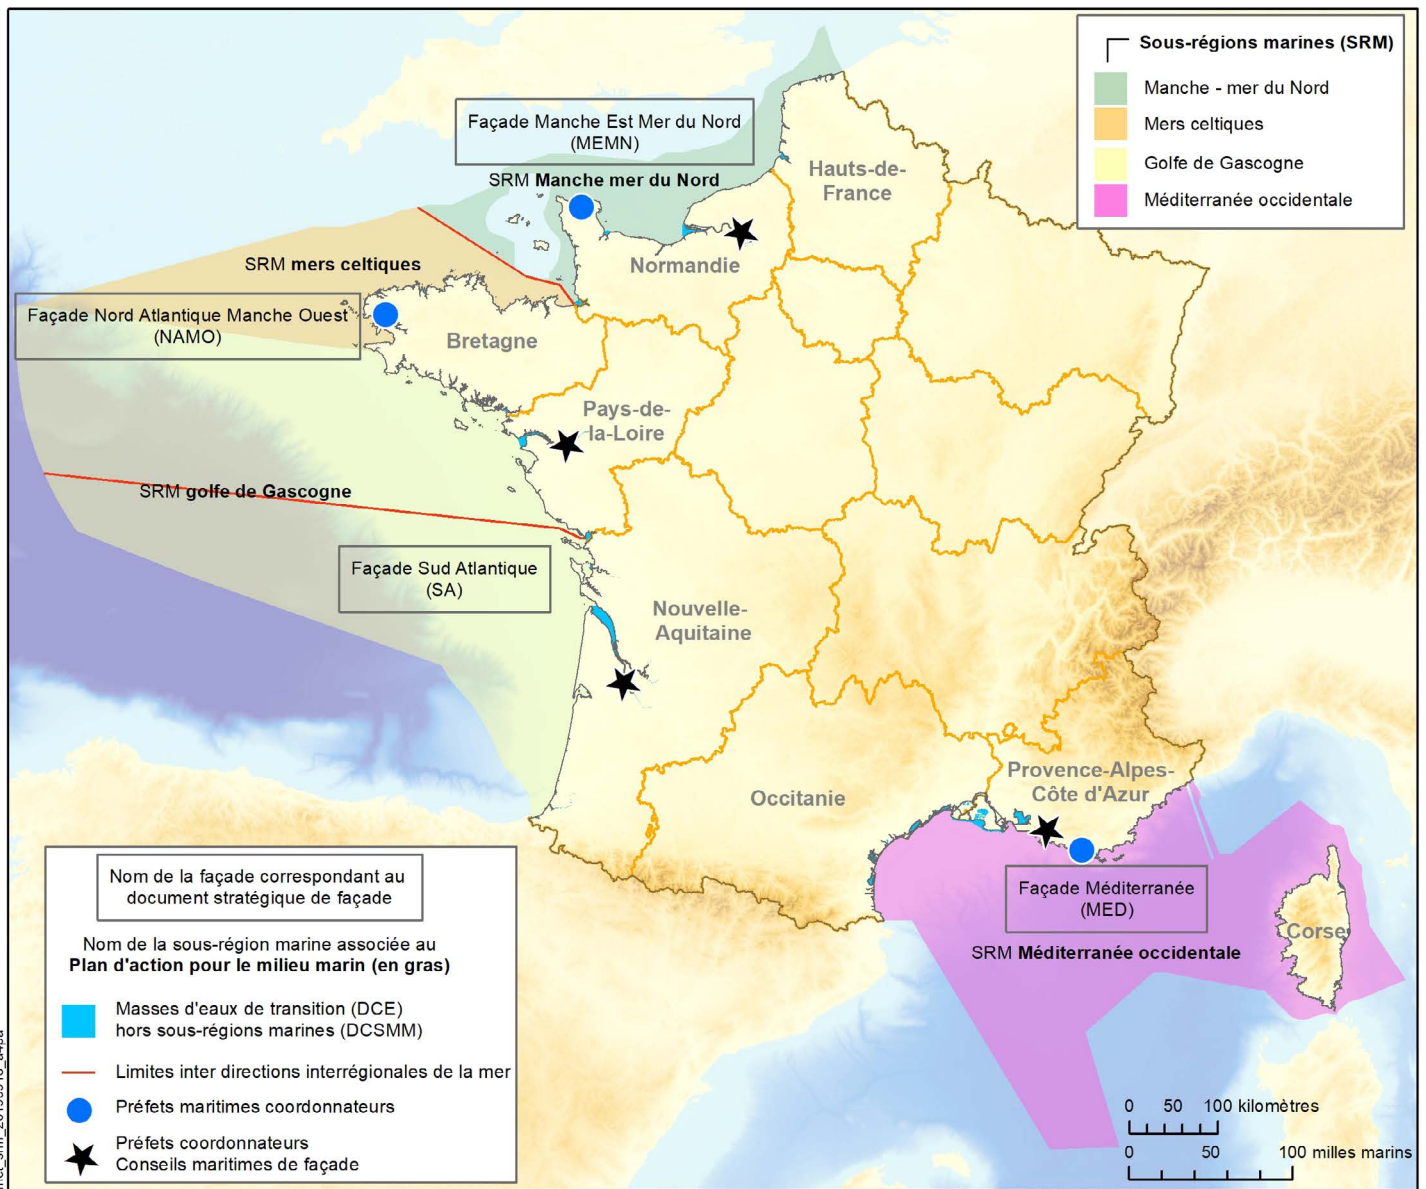 Sous-régions marines (SRM)
Manche - mer du Nord
Mers celtiques
Golfe de Gascogne
Méditerranée occidentale
Façade Manche Est Mer du Nord
(MEMN)
SRM Manche mer du Nord
Hauts-de-
France
Normandie
SRM mers celtiques
Façade Nord Atlantique Manche Ouest
(NAMO)
Bretagne
Pays-de-
la-Loire
SRM golfe de Gascogne
Façade Sud Atlantique
(SA)
Nouvelle-
Aquitaine
Occitanie
Provence-Alpes-
Côte d'Azur
Façade Méditerranée
(MED)
SRM Méditerranée occidentale
Corse
Nom de la façade correspondant au
document stratégique de façade
Nom de la sous-région marine associée au
Plan d'action pour le milieu marin (en gras)
Masses d'eaux de transition (DCE)
hors sous-régions marines (DCSMM)
Limites inter directions interrégionales de la mer
Préfets maritimes coordonnateurs
Préfets coordonnateurs
Conseils maritimes de façade
0 50 100 kilomètres
0 50 100 milles marins